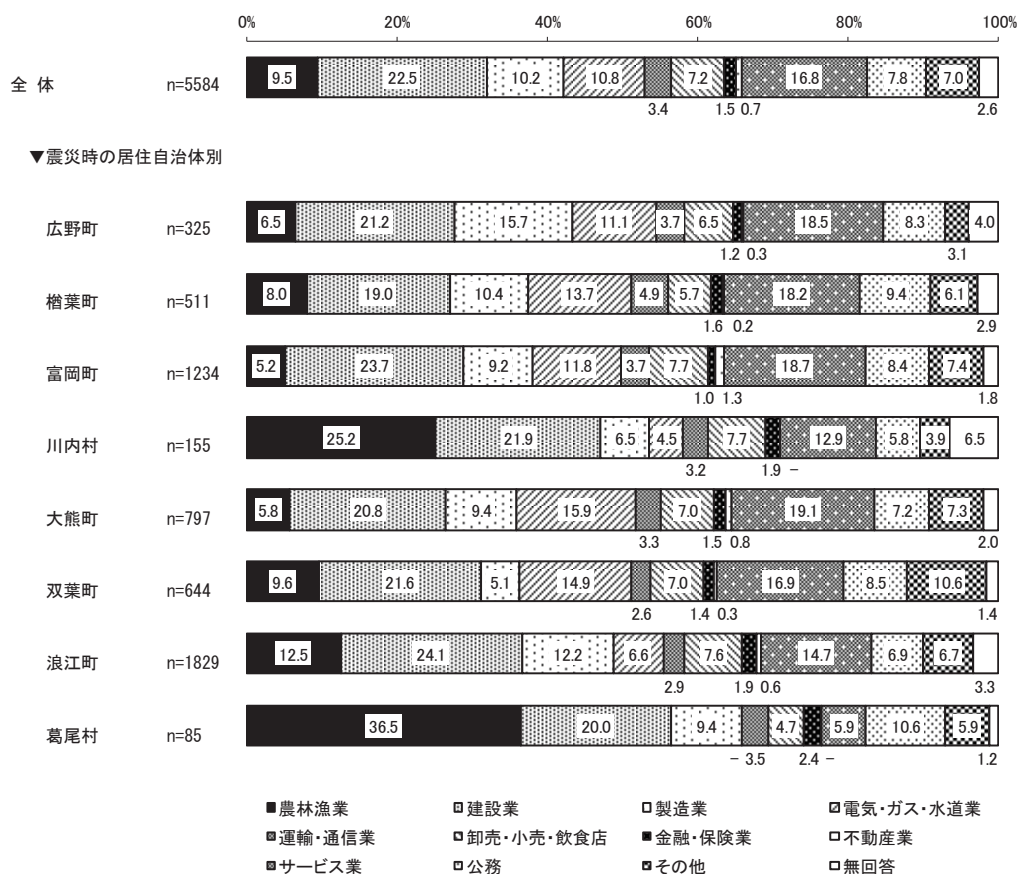 0% 20% 40% 60% 80% 100%
全 体 n=5584 9.5 22.5 10.2 10.8 7.2 16.8 7.8 7.0
3.4 1.5 0.7 2.6
▼震災時の居住自治体別
広野町 n=325 6.5 21.2 15.7 11.1 3.7 6.5 18.5 8.3 4.0
1.2 0.3 3.1
楢葉町 n=511 8.0 19.0 10.4 13.7 4.9 5.7 18.2 9.4 6.1
1.6 0.2 2.9
富岡町 n=1234 5.2 23.7 9.2 11.8 3.7 7.7 18.7 8.4 7.4
1.0 1.3 1.8
川内村 n=155 25.2 21.9 6.5 4.5 7.7 12.9 5.8 3.9 6.5
3.2 1.9 −
大熊町 n=797 5.8 20.8 9.4 15.9 7.0 19.1 7.2 7.3
3.3 1.5 0.8 2.0
双葉町 n=644 9.6 21.6 5.1 14.9 7.0 16.9 8.5 10.6
2.6 1.4 0.3 1.4
浪江町 n=1829 12.5 24.1 12.2 6.6 7.6 14.7 6.9 6.7
2.9 1.9 0.6 3.3
葛尾村 n=85 36.5 20.0 9.4 4.7 5.9 10.6 5.9
− 3.5 2.4 − 1.2
農林漁業 建設業 製造業 電気・ガス・水道業
運輸・通信業 卸売・小売・飲食店 金融・保険業 不動産業
サービス業 公務 その他 無回答